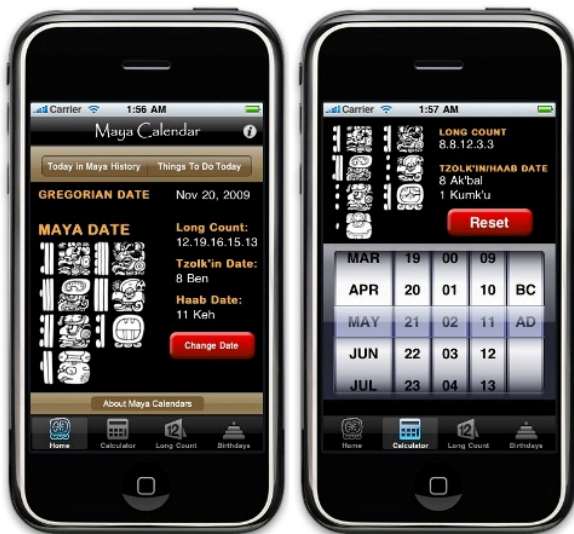 Carrier 1:56 AM
Maya Calendar i
Today in Maya History Things To Do Today
GREGORIAN DATE Nov 20, 2009
MAYA DATE
Long Count:
12.19.16.15.13
Tzolk'in Date:
8 Ben
Haab Date:
11 Keh
Change Date
About Maya Calendars
Home Calculator 12 Long Count Birthdays
Carrier 1:57 AM
LONG COUNT
8.8.12.3.3
TZOLK'IN/HAAB DATE
8 Ak'bal
1 Kumk'u
Reset
MAR 19 00 09
APR 20 01 10 BC
MAY 21 02 11 AD
JUN 22 03 12
JUL 23 04 13
Home Calculator 12 Long Count Birthdays